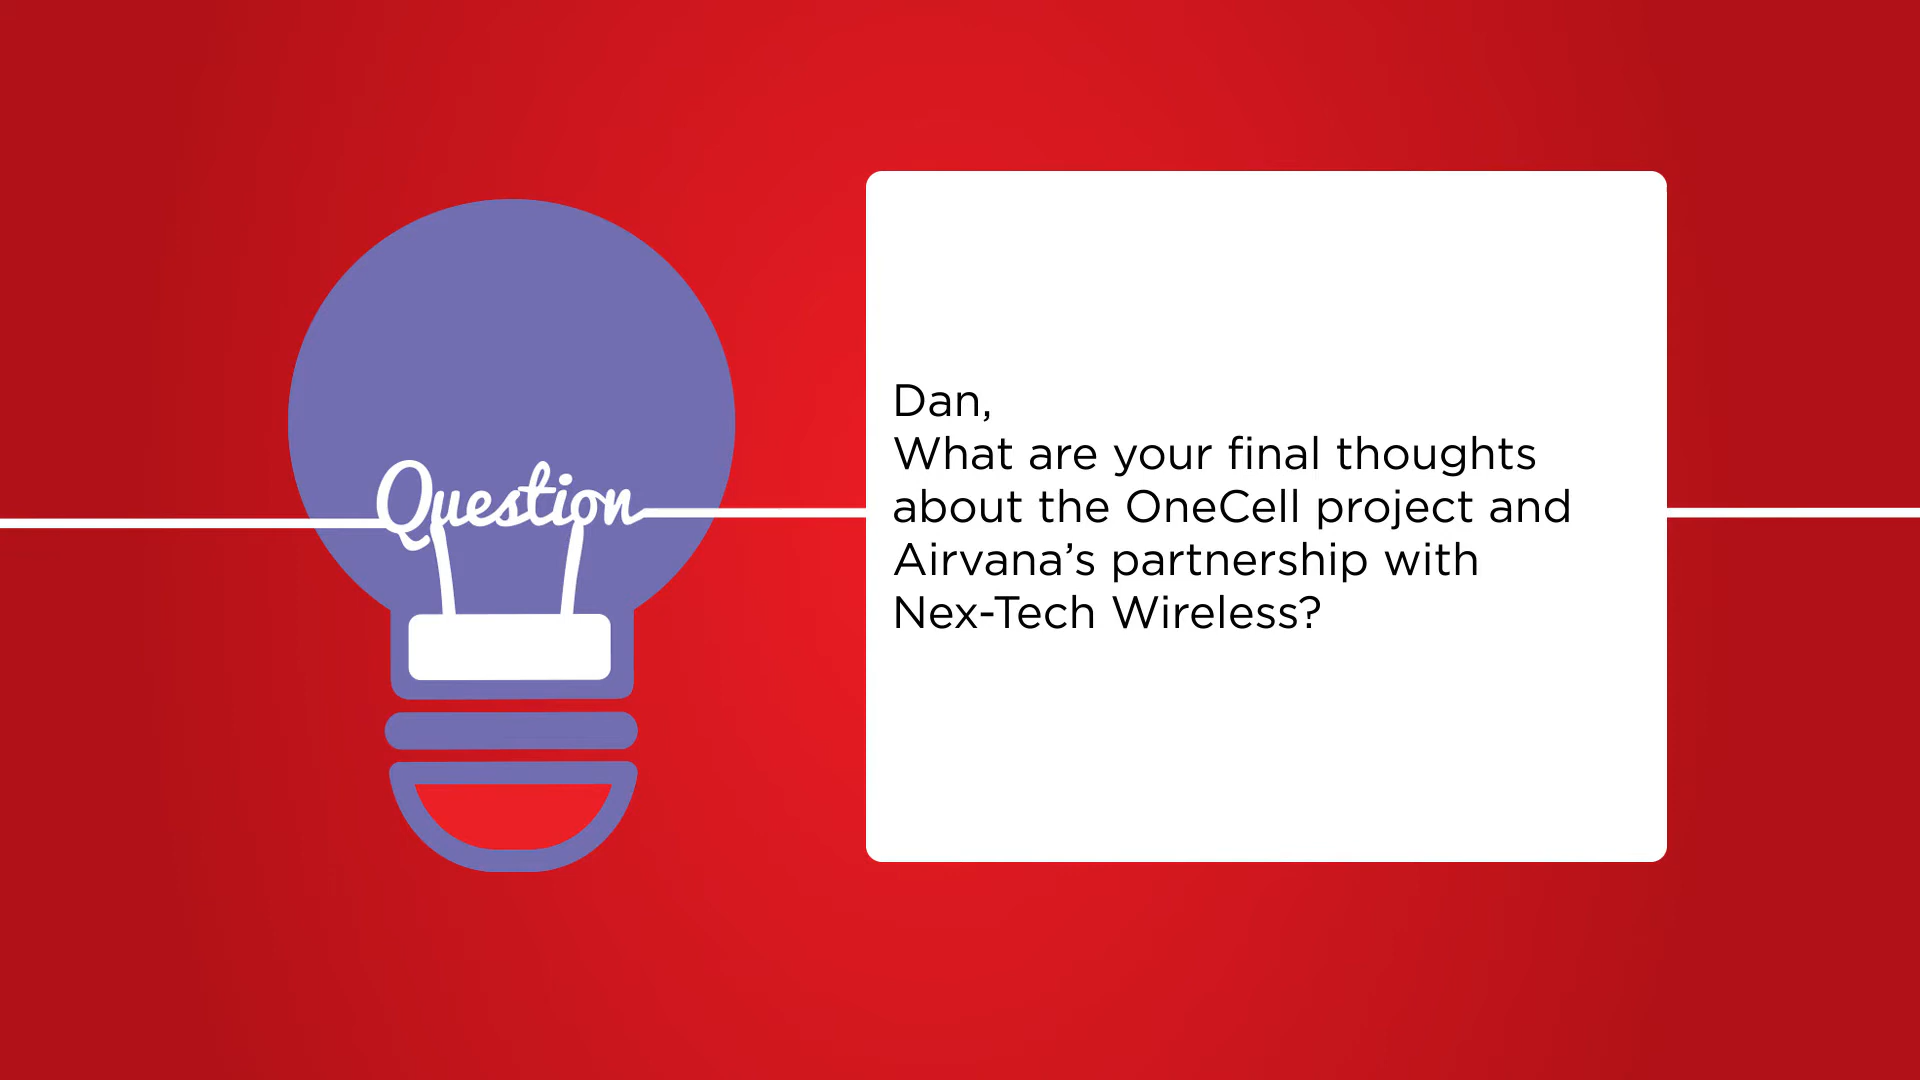 Question
Dan,
What are your final thoughts
about the OneCell project and
Airvana’s partnership with
Nex-Tech Wireless?